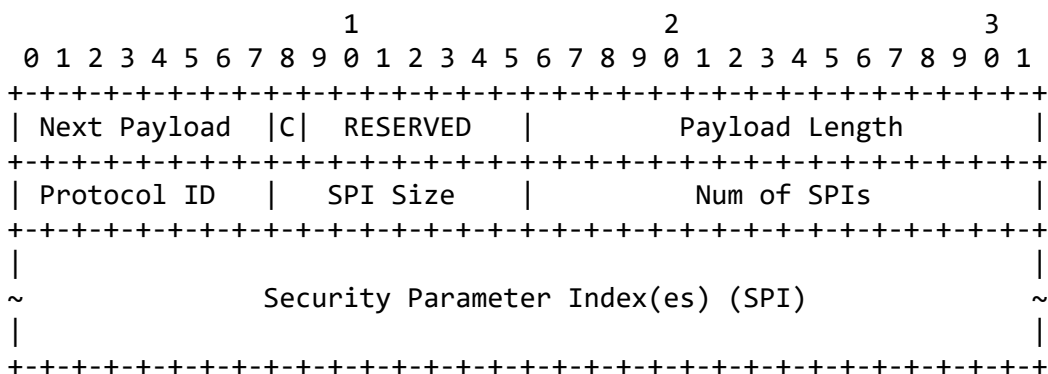 1                   2                   3
 0 1 2 3 4 5 6 7 8 9 0 1 2 3 4 5 6 7 8 9 0 1 2 3 4 5 6 7 8 9 0 1
+-+-+-+-+-+-+-+-+-+-+-+-+-+-+-+-+-+-+-+-+-+-+-+-+-+-+-+-+-+-+-+-+
| Next Payload  |C|  RESERVED   |         Payload Length        |
+-+-+-+-+-+-+-+-+-+-+-+-+-+-+-+-+-+-+-+-+-+-+-+-+-+-+-+-+-+-+-+-+
| Protocol ID   |   SPI Size    |          Num of SPIs          |
+-+-+-+-+-+-+-+-+-+-+-+-+-+-+-+-+-+-+-+-+-+-+-+-+-+-+-+-+-+-+-+-+
|                                                               |
~               Security Parameter Index(es) (SPI)              ~
|                                                               |
+-+-+-+-+-+-+-+-+-+-+-+-+-+-+-+-+-+-+-+-+-+-+-+-+-+-+-+-+-+-+-+-+